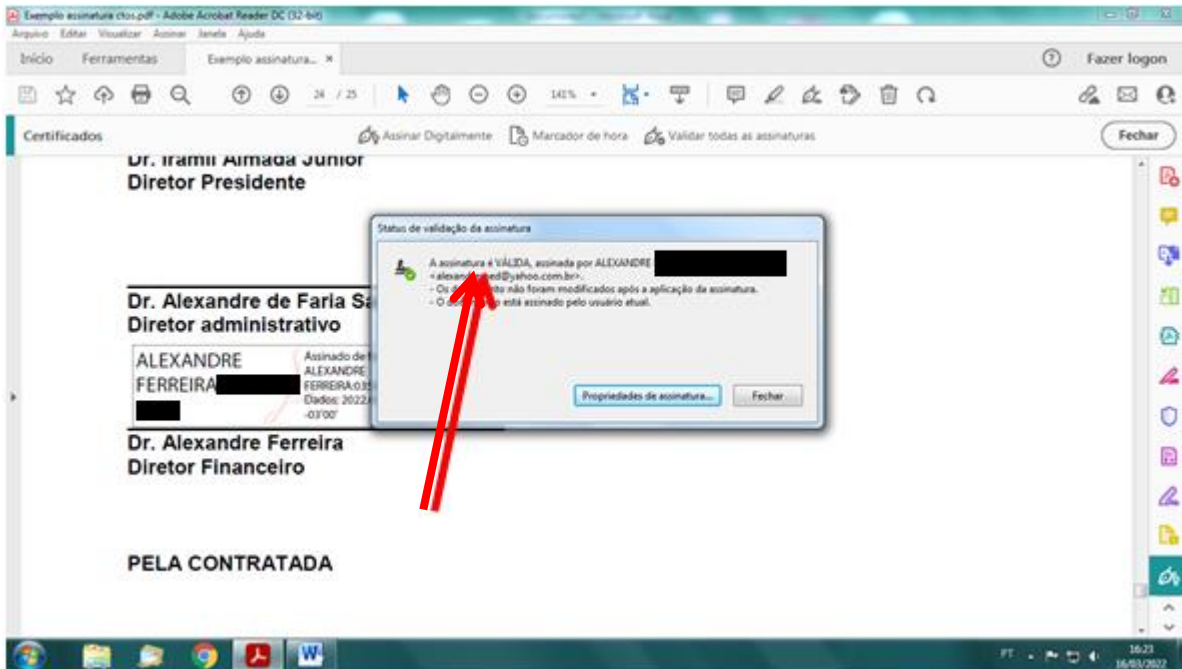 Exemplo assinatura ctos.pdf - Adobe Acrobat Reader DC (32-bit)
Arquivo Editar Visualizar Assinar Janela Ajuda
Início Ferramentas Exemplo assinatura... × Fazer logon
24 / 25 141%
Certificados Assinar Digitalmente Marcador de hora Validar todas as assinaturas Fechar
Dr. Iramil Almada Junior
Diretor Presidente
Status de validação da assinatura
A assinatura é VÁLIDA, assinada por ALEXANDRE
@yahoo.com.br>.
- Os não foram modificados após a aplicação da assinatura.
- O está assinado pelo usuário atual.
Propriedades de assinatura... Fechar
Dr. Alexandre de Faria
Diretor administrativo
ALEXANDRE
FERREIRA
Assinado de
ALEXANDRE
FERREIRA:03
Dados: 2022
-03'00'
Dr. Alexandre Ferreira
Diretor Financeiro
PELA CONTRATADA
PT 16:23
16/03/2022